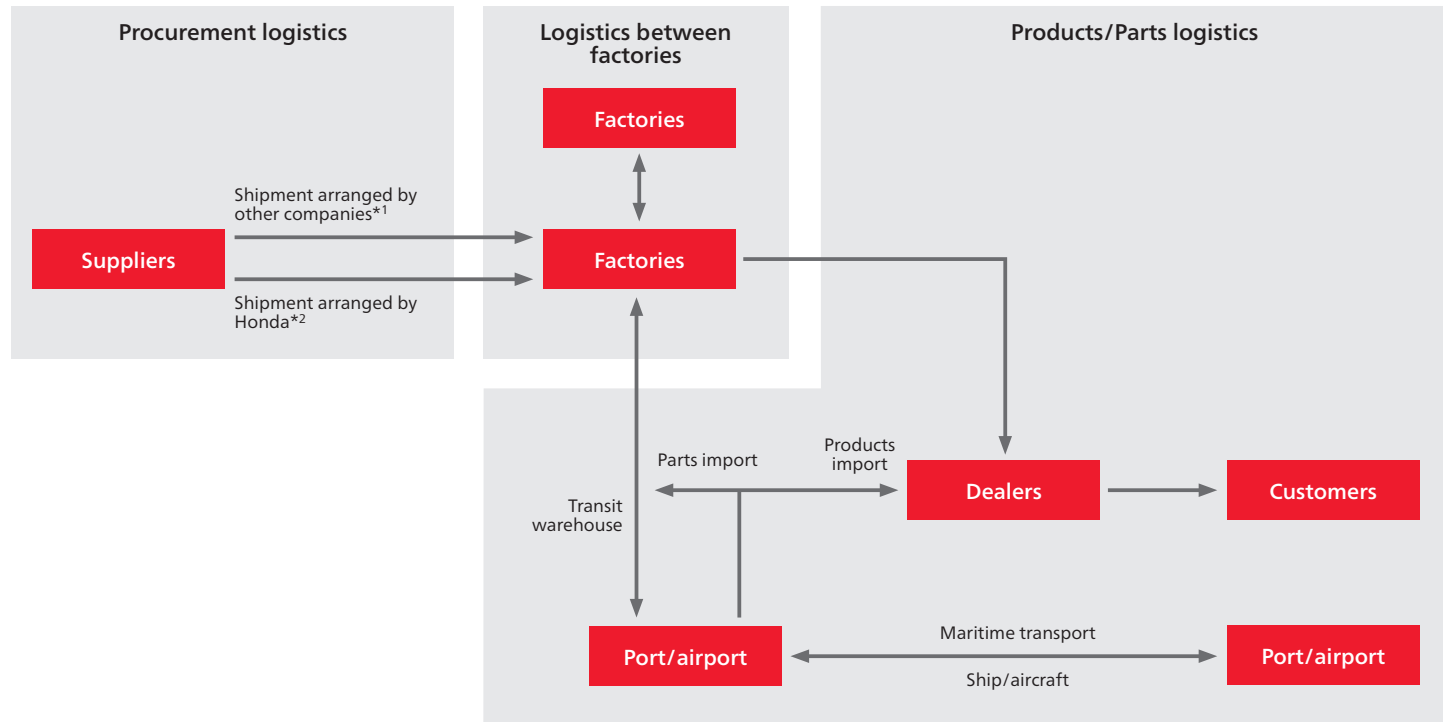 Procurement logistics
Logistics between
factories
Products/Parts logistics
Factories
Shipment arranged by
other companies*1
Suppliers
Factories
Shipment arranged by
Honda*2
Parts import
Products
import
Transit
warehouse
Dealers
Customers
Port/airport
Maritime transport
Ship/aircraft
Port/airport